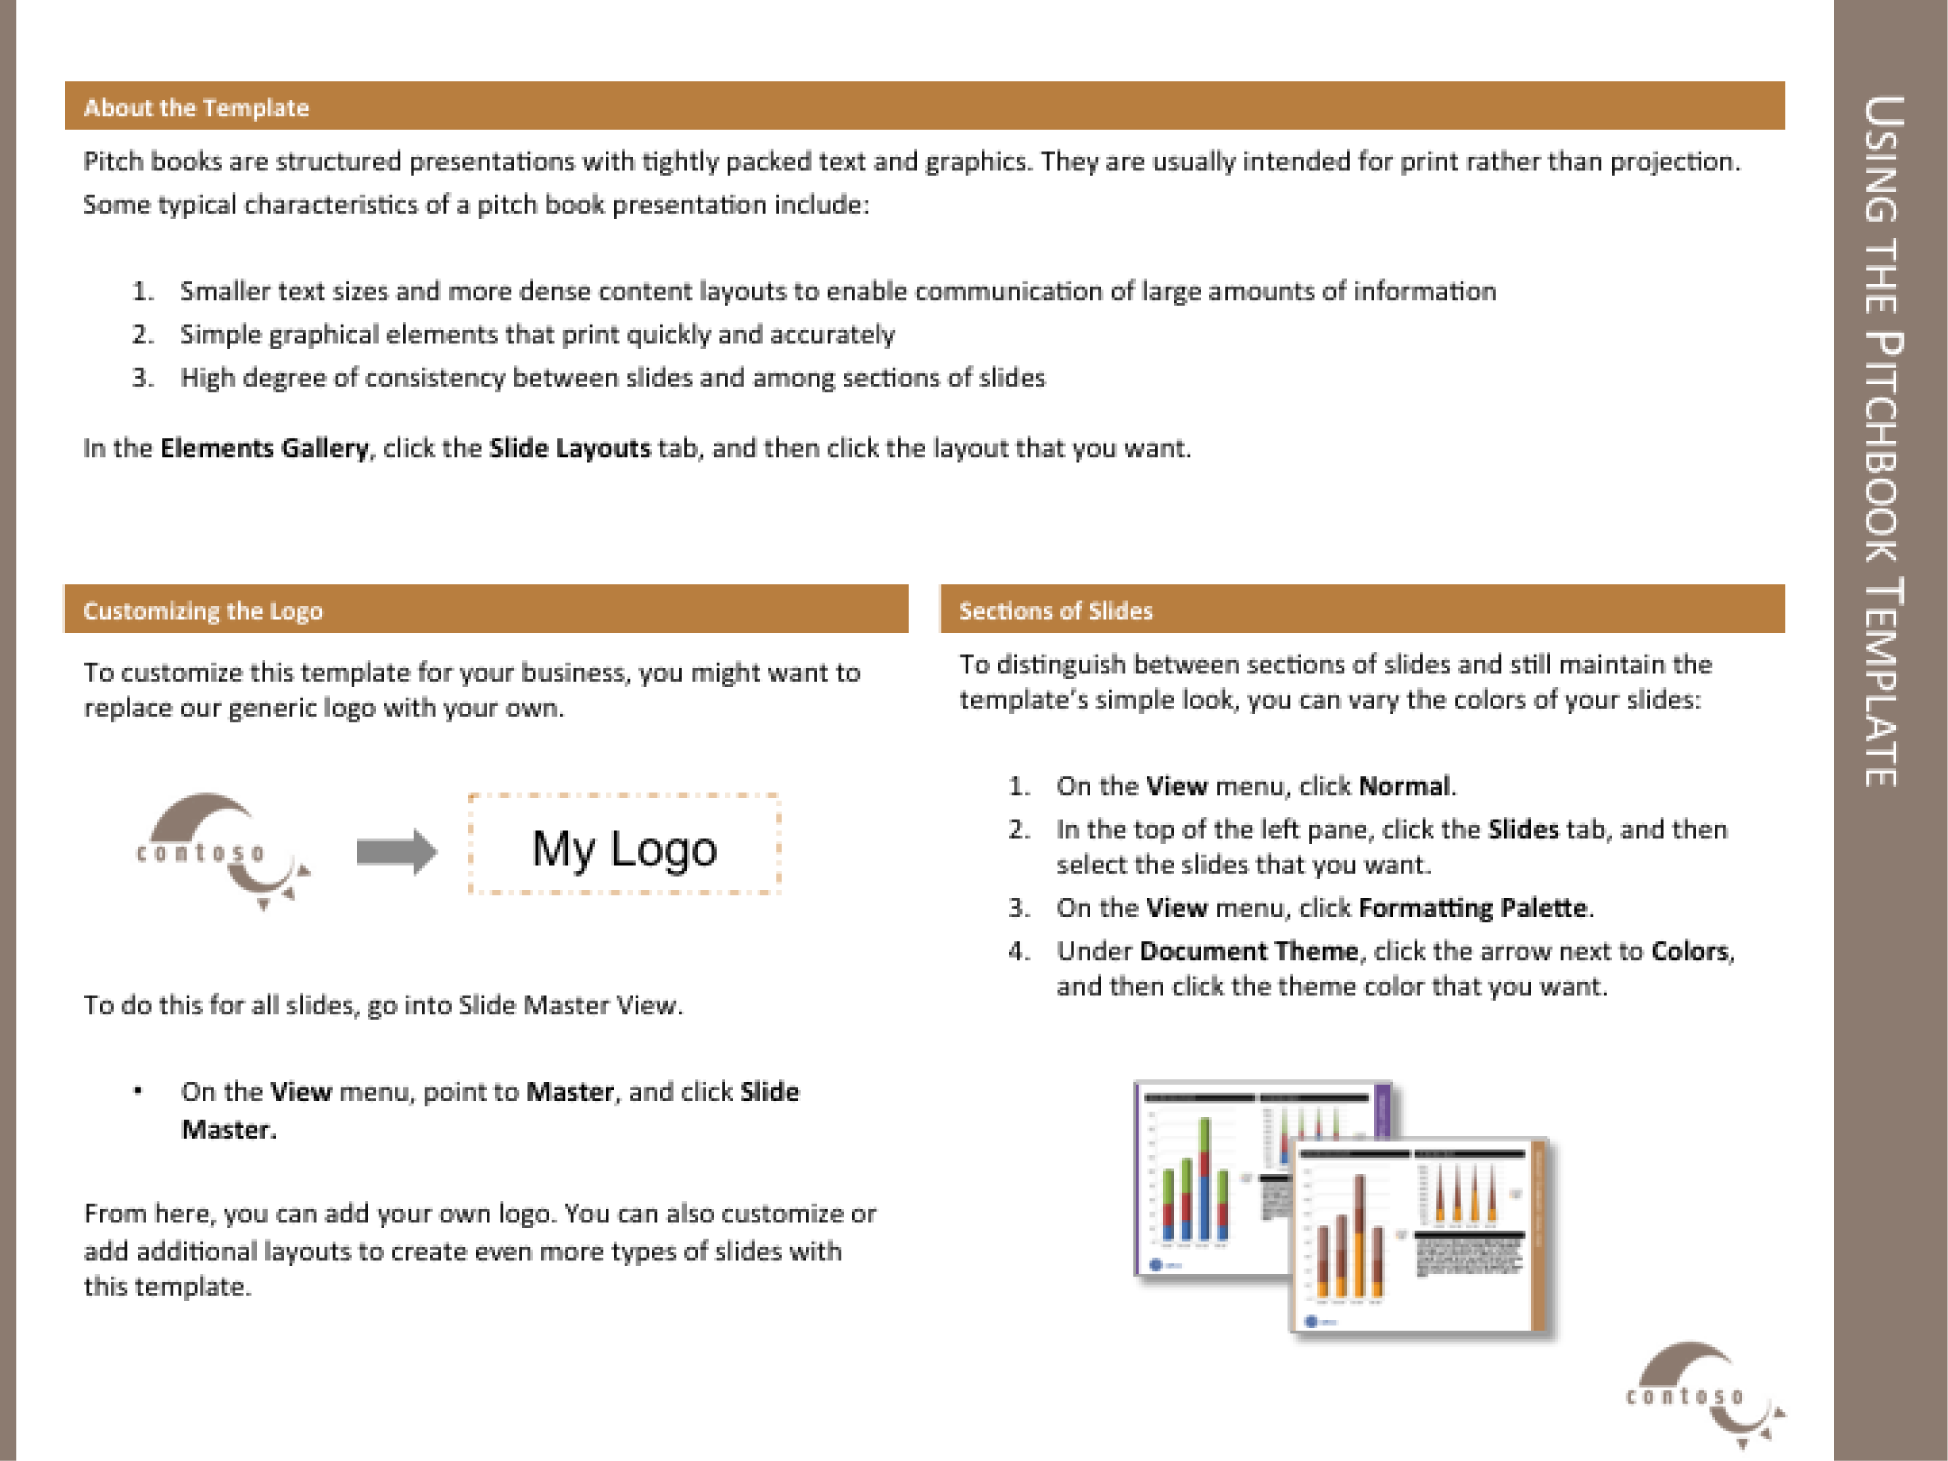 About the Template
Pitch books are structured presentations with tightly packed text and graphics. They are usually intended for print rather than projection.
Some typical characteristics of a pitch book presentation include:
1. Smaller text sizes and more dense content layouts to enable communication of large amounts of information
2. Simple graphical elements that print quickly and accurately
3. High degree of consistency between slides and among sections of slides
In the Elements Gallery, click the Slide Layouts tab, and then click the layout that you want.
Customizing the Logo
To customize this template for your business, you might want to
replace our generic logo with your own.
contoso
My Logo
To do this for all slides, go into Slide Master View.
• On the View menu, point to Master, and click Slide
Master.
From here, you can add your own logo. You can also customize or
add additional layouts to create even more types of slides with
this template.
Sections of Slides
To distinguish between sections of slides and still maintain the
template's simple look, you can vary the colors of your slides:
1. On the View menu, click Normal.
2. In the top of the left pane, click the Slides tab, and then
select the slides that you want.
3. On the View menu, click Formatting Palette.
4. Under Document Theme, click the arrow next to Colors,
and then click the theme color that you want.
contoso
USING THE PITCHBOOK TEMPLATE